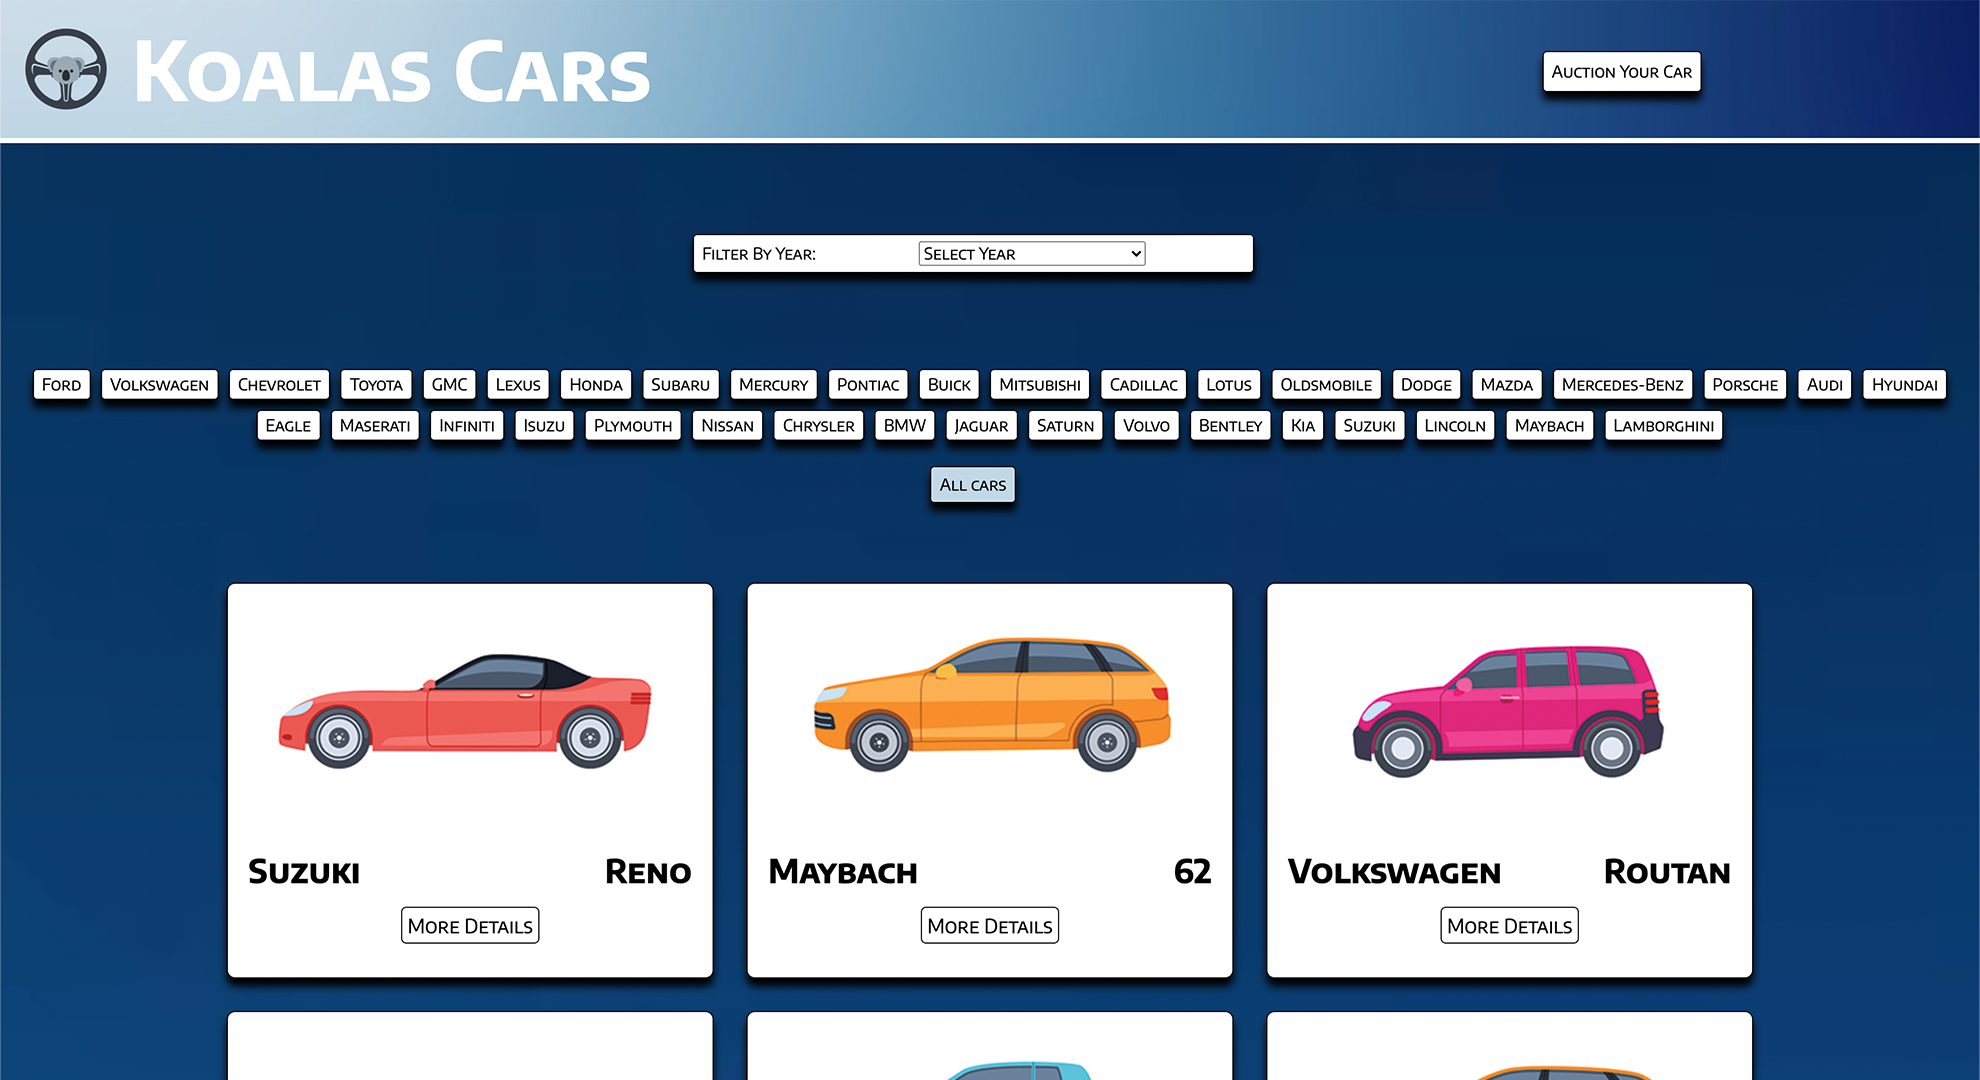 Koalas Cars
Auction Your Car
Filter By Year: Select Year
Ford Volkswagen Chevrolet Toyota GMC Lexus Honda Subaru Mercury Pontiac Buick Mitsubishi Cadillac Lotus Oldsmobile Dodge Mazda Mercedes-Benz Porsche Audi Hyundai
Eagle Maserati Infiniti Isuzu Plymouth Nissan Chrysler BMW Jaguar Saturn Volvo Bentley Kia Suzuki Lincoln Maybach Lamborghini
All cars
Suzuki Reno
More Details
Maybach 62
More Details
Volkswagen Routan
More Details